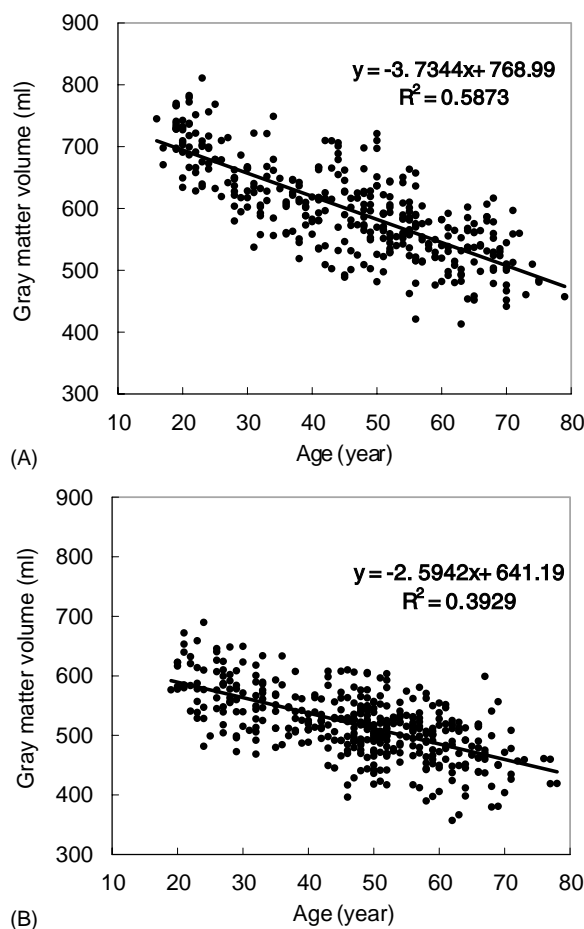 900
800
700
600
500
400
300
Gray matter volume (ml)
y = -3.7344x+ 768.99
R² = 0.5873
10 20 30 40 50 60 70 80
Age (year)
(A)
900
800
700
600
500
400
300
Gray matter volume (ml)
y = -2.5942x+ 641.19
R² = 0.3929
10 20 30 40 50 60 70 80
Age (year)
(B)